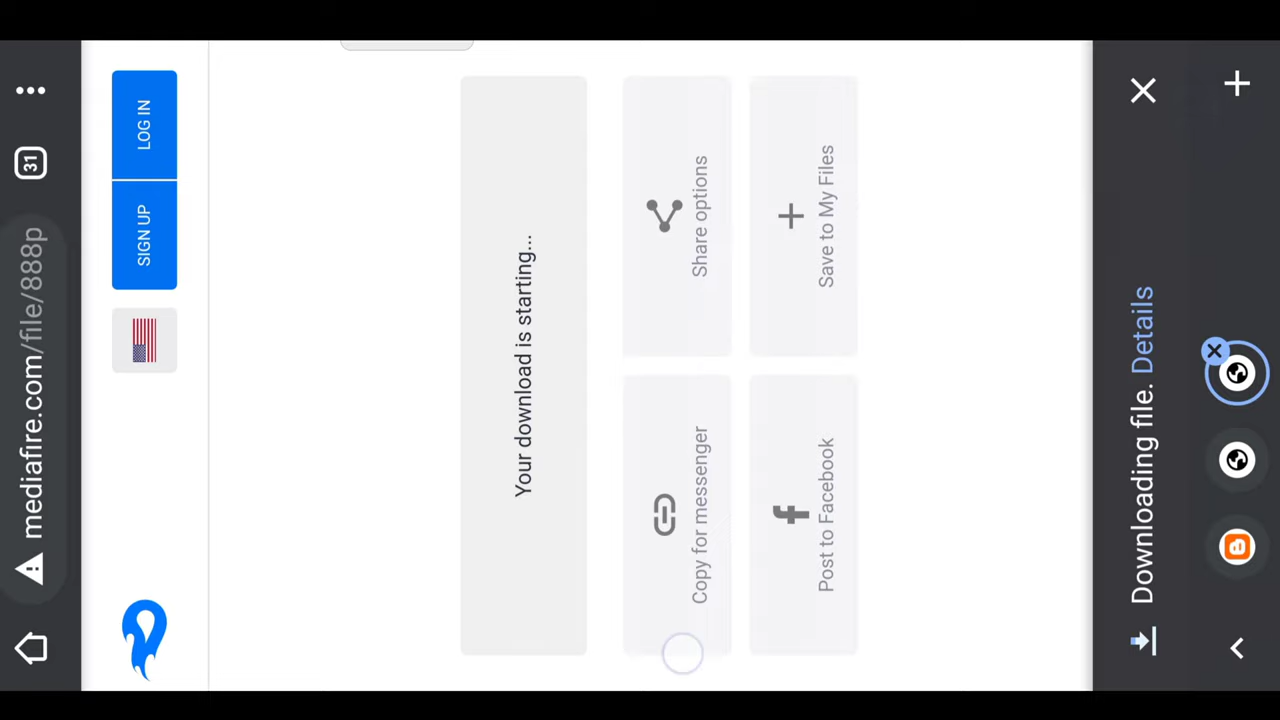 mediafire.com/file/888p
31
SIGN UP
LOG IN
Your download is starting...
Copy for messenger
Share options
Post to Facebook
Save to My Files
Downloading file. Details